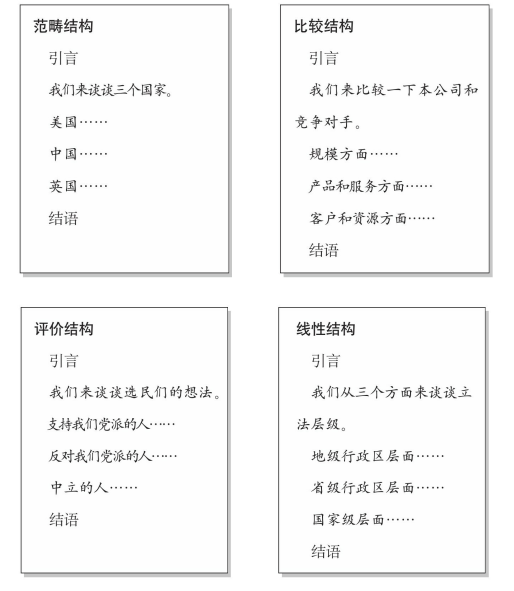 范畴结构
引言
我们来谈谈三个国家。
美国……
中国……
英国……
结语
比较结构
引言
我们来比较一下本公司和
竞争对手。
规模方面……
产品和服务方面……
客户和资源方面……
结语
评价结构
引言
我们来谈谈选民们的想法。
支持我们党派的人……
反对我们党派的人……
中立的人……
结语
线性结构
引言
我们从三个方面来谈谈立
法层级。
地级行政区层面……
省级行政区层面……
国家级层面……
结语